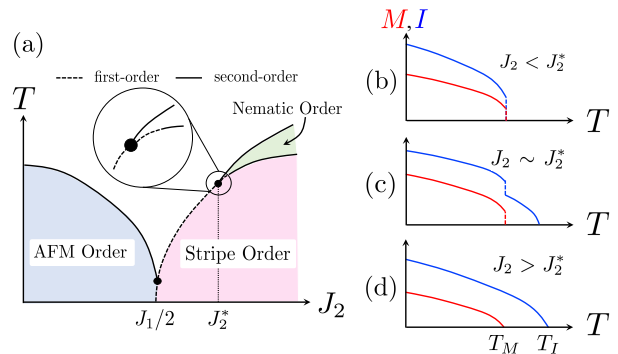 (a)
first-order
second-order
T
Nematic Order
AFM Order
Stripe Order
J_1/2
J_2^*
J_2
M, I
(b)
J_2 < J_2^*
T
(c)
J_2 ∼ J_2^*
T
(d)
J_2 > J_2^*
T
T_M
T_I